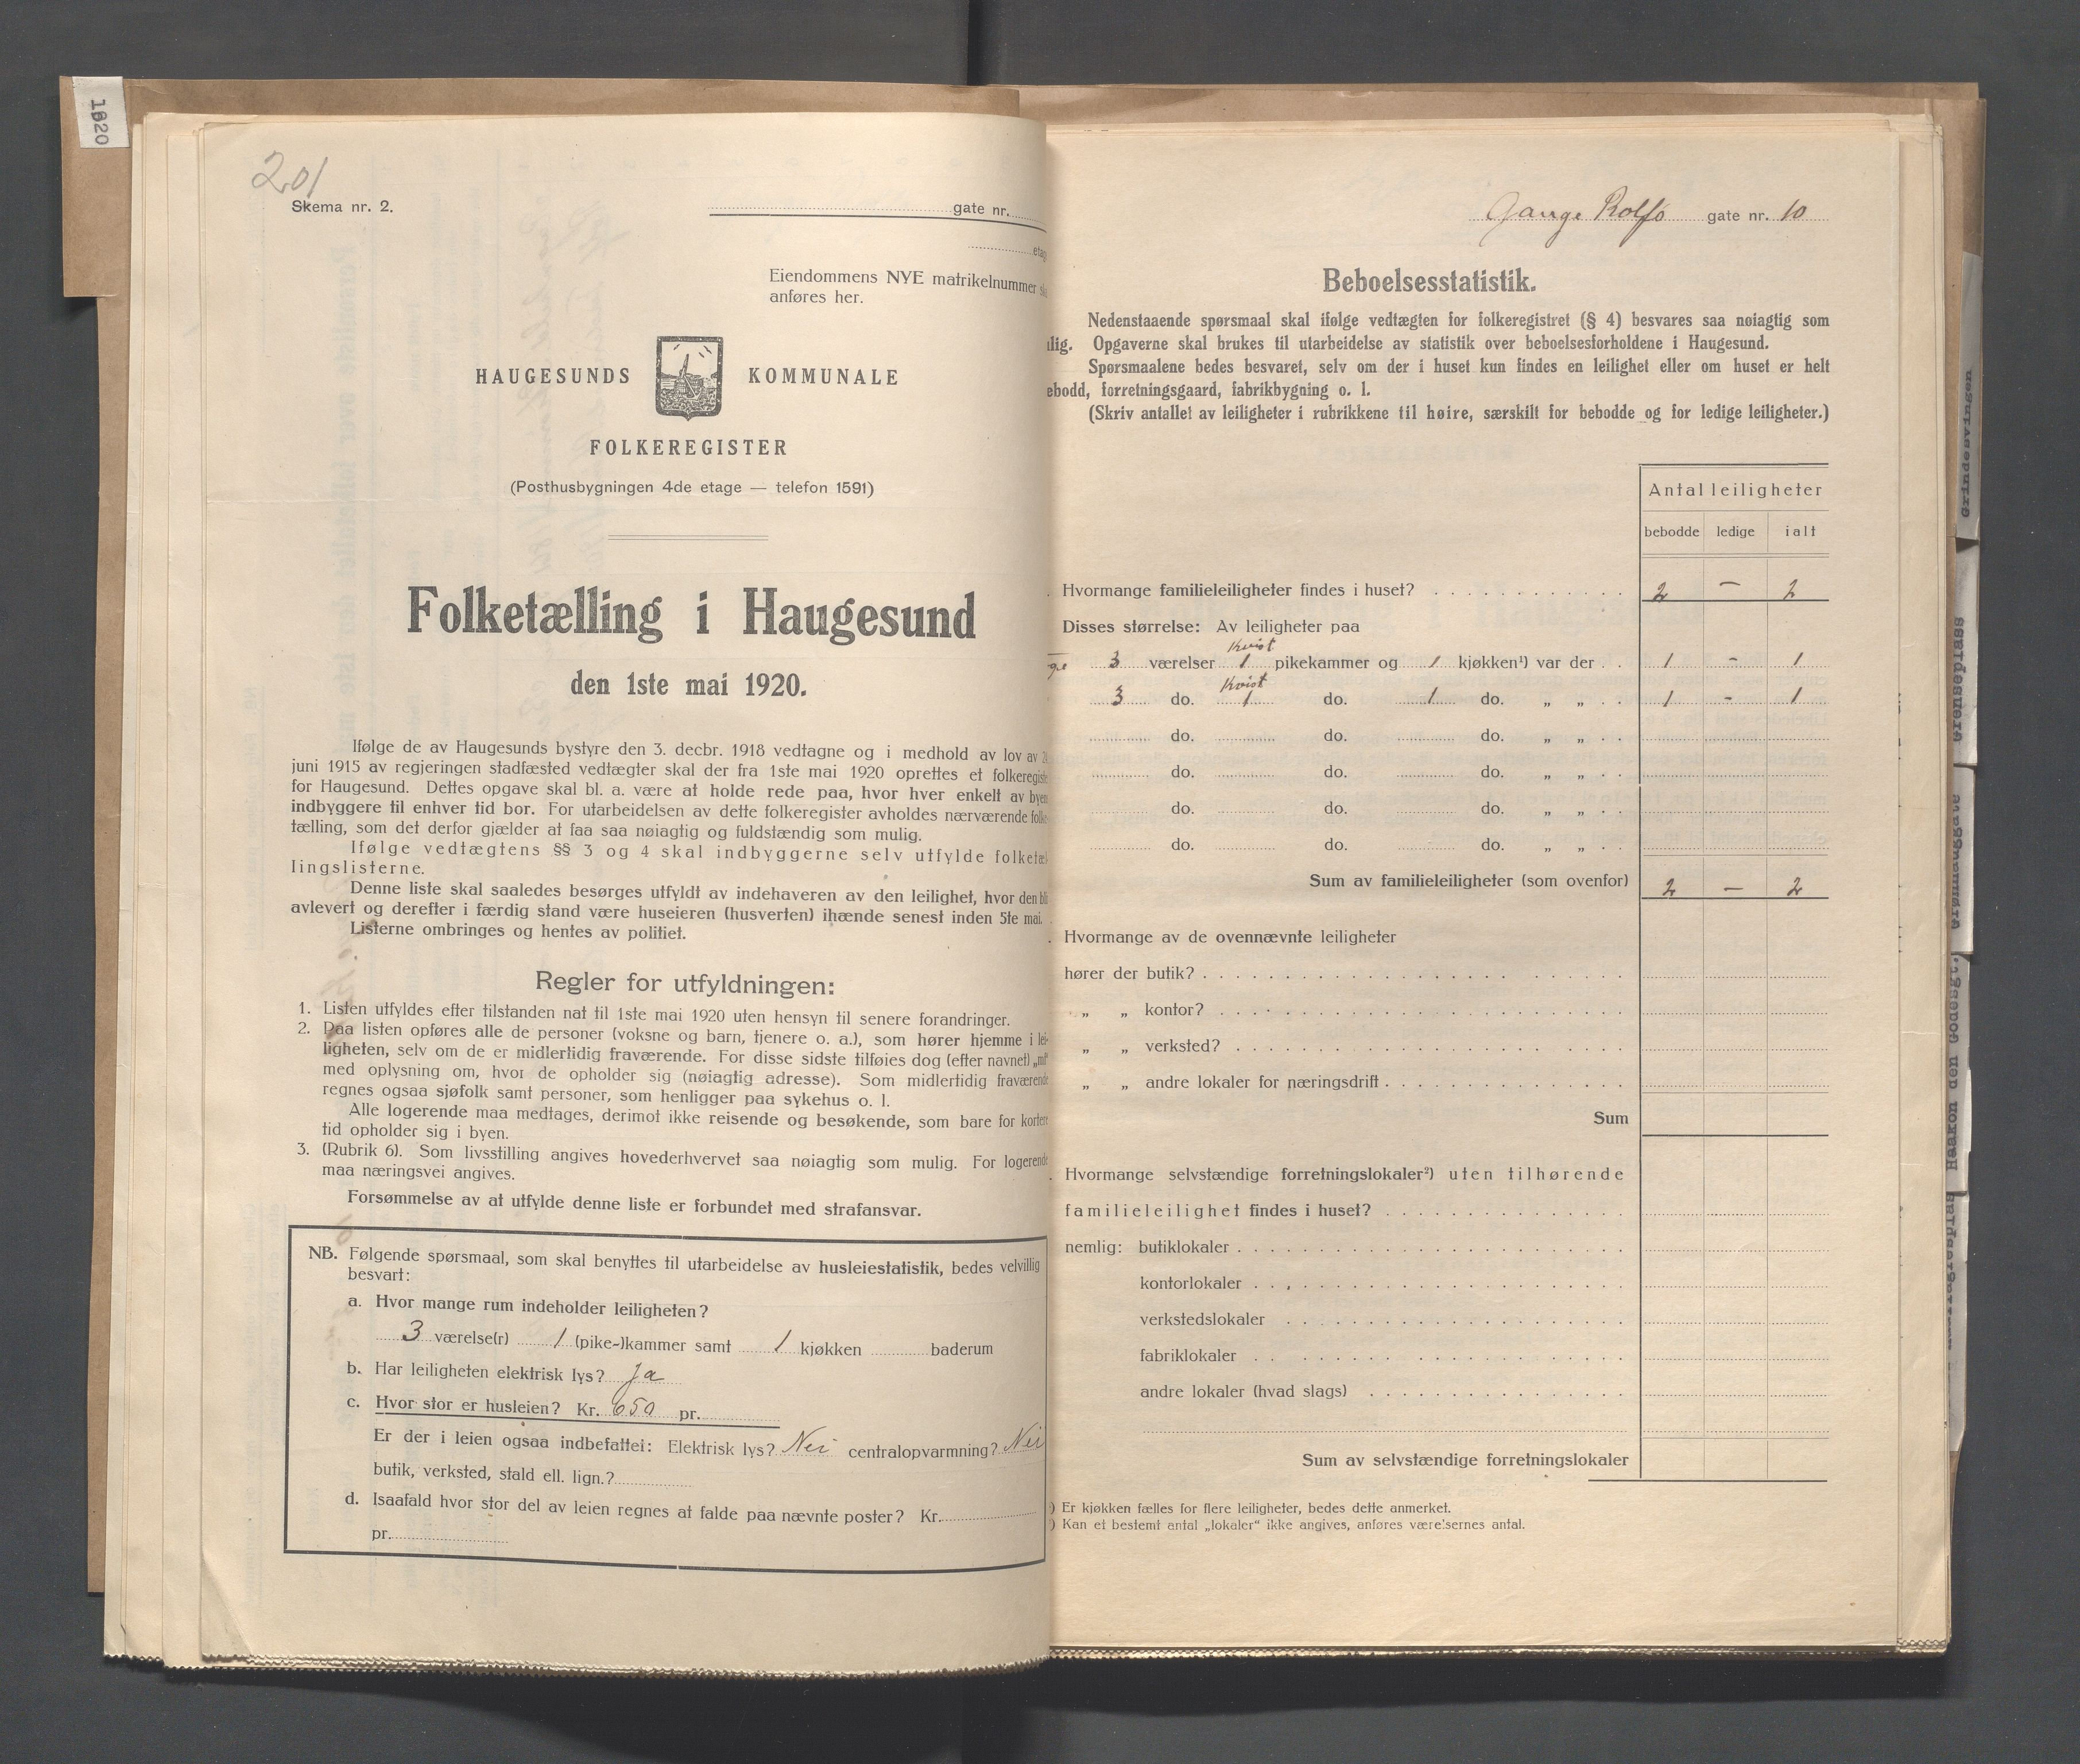 1920
201
Skema nr. 2.
gate nr.
etage
Eiendommens NYE matrikelnummer
anføres her.
HAUGESUNDS KOMMUNALE
FOLKEREGISTER
(Posthusbygningen 4de etage — telefon 1591)
Folketælling i Haugesund
den 1ste mai 1920.
Ifølge de av Haugesunds bystyre den 3. decbr. 1918 vedtagne og i medhold av lov av
juni 1915 av regjeringen stadfæsted vedtægter skal der fra 1ste mai 1920 oprettes et folkeregis
for Haugesund. Dettes opgave skal bl. a. være at holde rede paa, hvor hver enkelt av byen
indbyggere til enhver tid bor. For utarbeidelsen av dette folkeregister avholdes nærværende folke-
tælling, som det derfor gjælder at faa saa nøiagtig og fuldstændig som mulig.
Ifølge vedtægtens §§ 3 og 4 skal indbyggerne selv utfylde folketæl
lingslisterne.
Denne liste skal saaledes besørges utfyldt av indehaveren av den leilighet, hvor den bli
avlevert og derefter i færdig stand være huseieren (husverten) ihænde senest inden 5te mai.
Listerne ombringes og hentes av politiet.
Regler for utfyldningen:
1. Listen utfyldes efter tilstanden nat til 1ste mai 1920 uten hensyn til senere forandringer.
2. Paa listen opføres alle de personer (voksne og barn, tjenere o. a.), som hører hjemme i lei-
ligheten, selv om de er midlertidig fraværende. For disse sidste tilføies dog (efter navnet) „mf“
med oplysning om, hvor de opholder sig (nøiagtig adresse). Som midlertidig fraværende
regnes ogsaa sjøfolk samt personer, som henligger paa sykehus o. l.
Alle logerende maa medtages, derimot ikke reisende og besøkende, som bare for kortere
tid opholder sig i byen.
3. (Rubrik 6). Som livsstilling angives hovederhvervet saa nøiagtig som mulig. For logerende
maa næringsvei angives.
Forsømmelse av at utfylde denne liste er forbundet med strafansvar.
NB. Følgende spørsmaal, som skal benyttes til utarbeidelse av husleiestatistik, bedes velvillig
besvart:
a. Hvor mange rum indeholder leiligheten?
3 værelse(r) 1 (pike-)kammer samt 1 kjøkken baderum
b. Har leiligheten elektrisk lys? Ja
c. Hvor stor er husleien? Kr. 650 pr.
Er der i leien ogsaa indbefattet: Elektrisk lys? Nei centralopvarmning? Nei
butik, verksted, stald ell. lign.?
d. Isaafald hvor stor del av leien regnes at falde paa nævnte poster? Kr.
pr.
Gange Rolfs gate nr. 10
Beboelsesstatistik.
Nedenstaaende spørsmaal skal ifølge vedtægten for folkeregistret (§ 4) besvares saa nøiagtig som
ulig. Opgaverne skal brukes til utarbeidelse av statistik over beboelsesforholdene i Haugesund.
Spørsmaalene bedes besvaret, selv om der i huset kun findes en leilighet eller om huset er helt
ebodd, forretningsgaard, fabrikbygning o. l.
(Skriv antallet av leiligheter i rubrikkene til høire, særskilt for bebodde og for ledige leiligheter.)
Antal leiligheter
bebodde ledige ialt
Hvormange familieleiligheter findes i huset? 2 — 2
Disses størrelse: Av leiligheter paa
Kvist
3 værelser 1 pikekammer og 1 kjøkken¹) var der 1 - 1
Kvist
3 do. 1 do. 1 do. „ „ 1 - 1
do. do. do. „ „
do. do. do. „ „
do. do. do. „ „
do. do. do. „ „
Sum av familieleiligheter (som ovenfor) 2 — 2
Hvormange av de ovennævnte leiligheter
hører der butik?
„ „ kontor?
„ „ verksted?
„ „ andre lokaler for næringsdrift
Sum
Hvormange selvstændige forretningslokaler²) uten tilhørende
familieleilighet findes i huset?
nemlig: butiklokaler
kontorlokaler
verkstedslokaler
fabriklokaler
andre lokaler (hvad slags)
Sum av selvstændige forretningslokaler
) Er kjøkken fælles for flere leiligheter, bedes dette anmerket.
) Kan et bestemt antal „lokaler“ ikke angives, anføres værelsernes antal.
Grindesvingen
Grenseplass
Grønhauggate
Haakon den Godesgt.